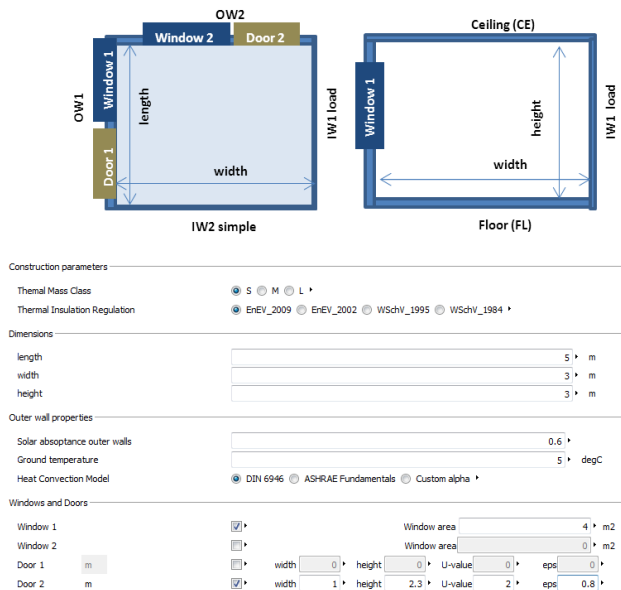 OW2
Window 2 Door 2
Window 1
length
OW1
Door 1
width
IW1 load
IW2 simple
Ceiling (CE)
Window 1
height
IW1 load
width
Floor (FL)
Construction parameters
Themal Mass Class S M L
Thermal Insulation Regulation EnEV_2009 EnEV_2002 WSchV_1995 WSchV_1984
Dimensions
length 5 m
width 3 m
height 3 m
Outer wall properties
Solar absoptance outer walls 0.6
Ground temperature 5 degC
Heat Convection Model DIN 6946 ASHRAE Fundamentals Custom alpha
Windows and Doors
Window 1 Window area 4 m2
Window 2 Window area 0 m2
Door 1 m width 0 height 0 U-value 0 eps 0
Door 2 m width 1 height 2.3 U-value 2 eps 0.8